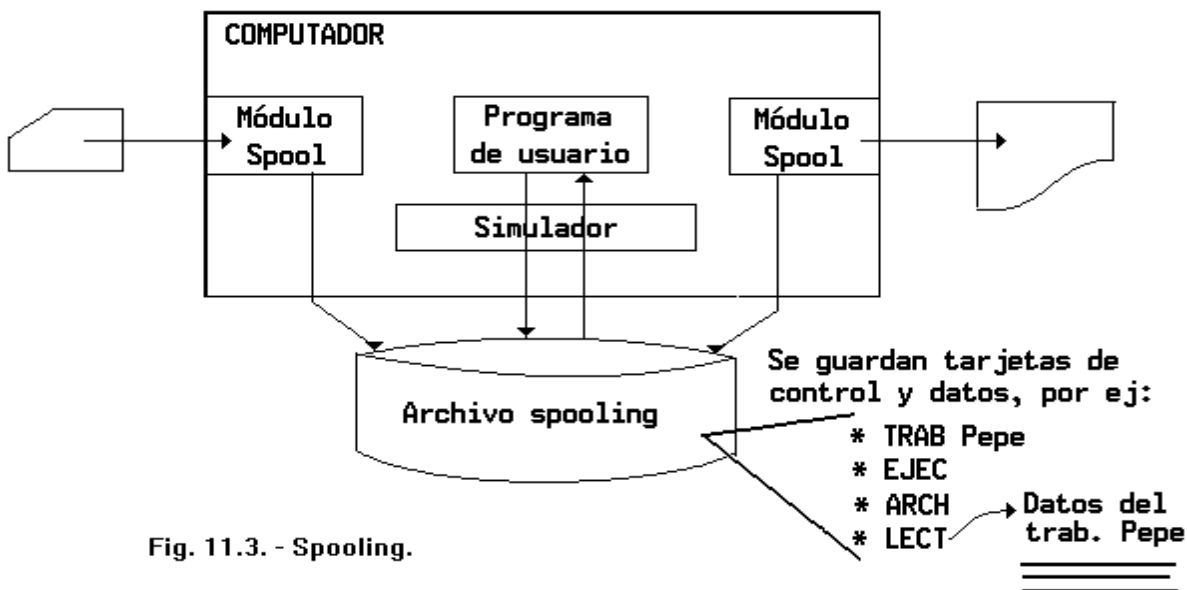 COMPUTADOR
Módulo
Spool
Programa
de usuario
Módulo
Spool
Simulador
Archivo spooling
Se guardan tarjetas de
control y datos, por ej:
* TRAB Pepe
* EJEC
* ARCH
* LECT
Datos del
trab. Pepe
Fig. 11.3. - Spooling.